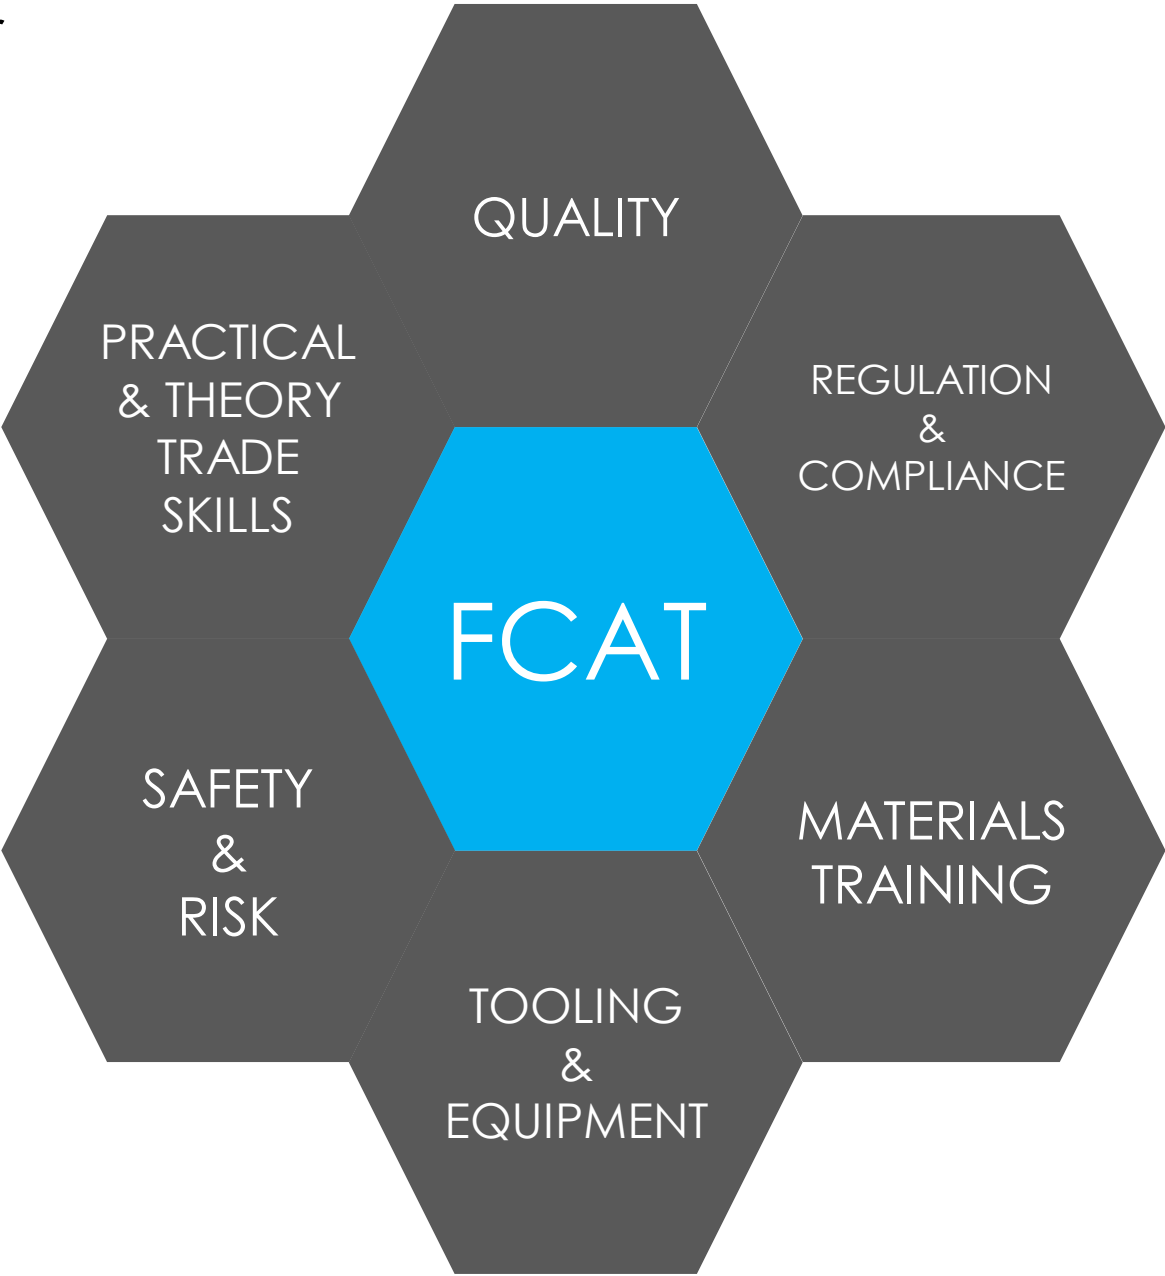 QUALITY
REGULATION
&
COMPLIANCE
MATERIALS
TRAINING
TOOLING
&
EQUIPMENT
SAFETY
&
RISK
PRACTICAL
& THEORY
TRADE
SKILLS
FCAT